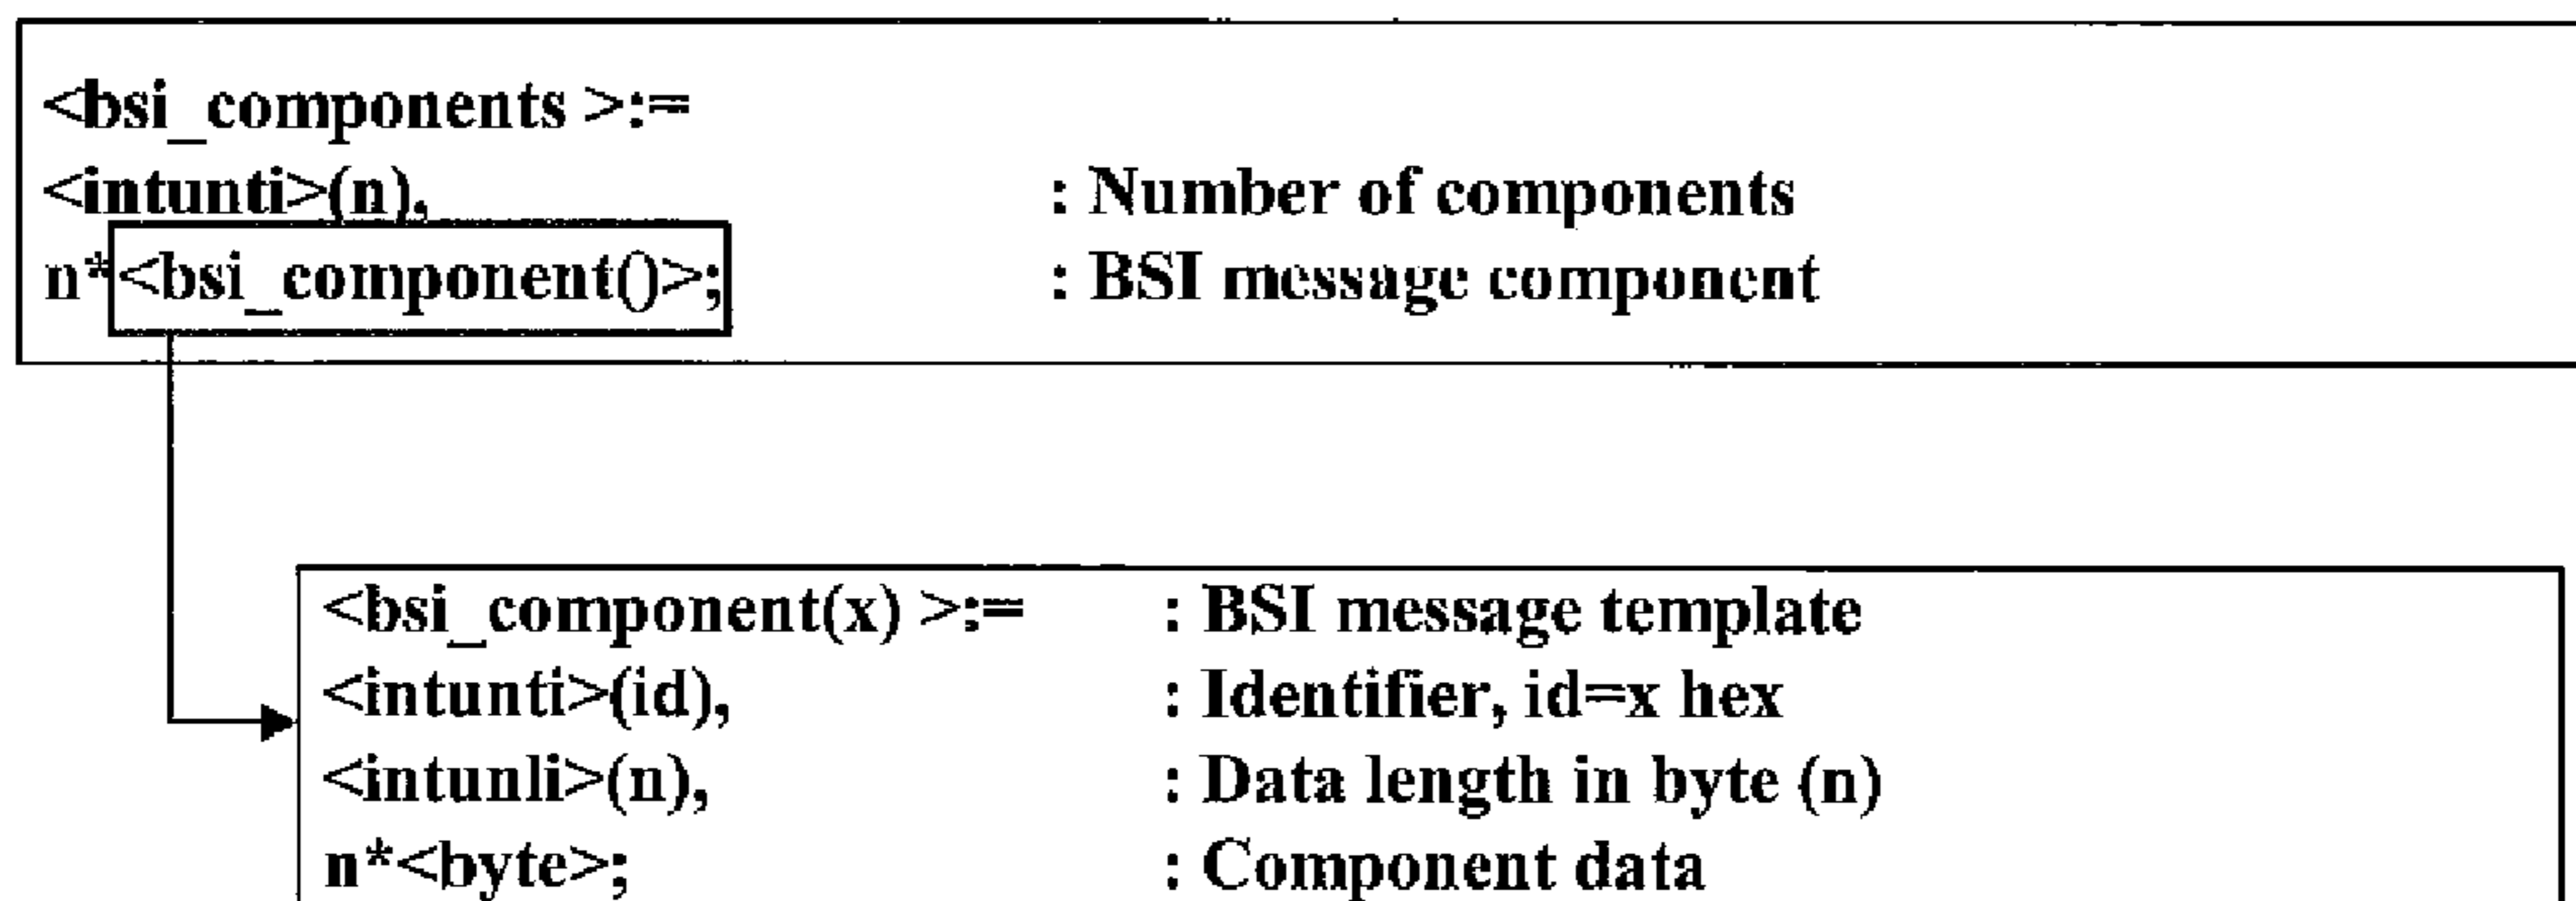 <bsi_components >:=
<intunti>(n), : Number of components
n*<bsi_component()>; : BSI message component
<bsi_component(x) >:= : BSI message template
<intunti>(id), : Identifier, id=x hex
<intunli>(n), : Data length in byte (n)
n*<byte>; : Component data